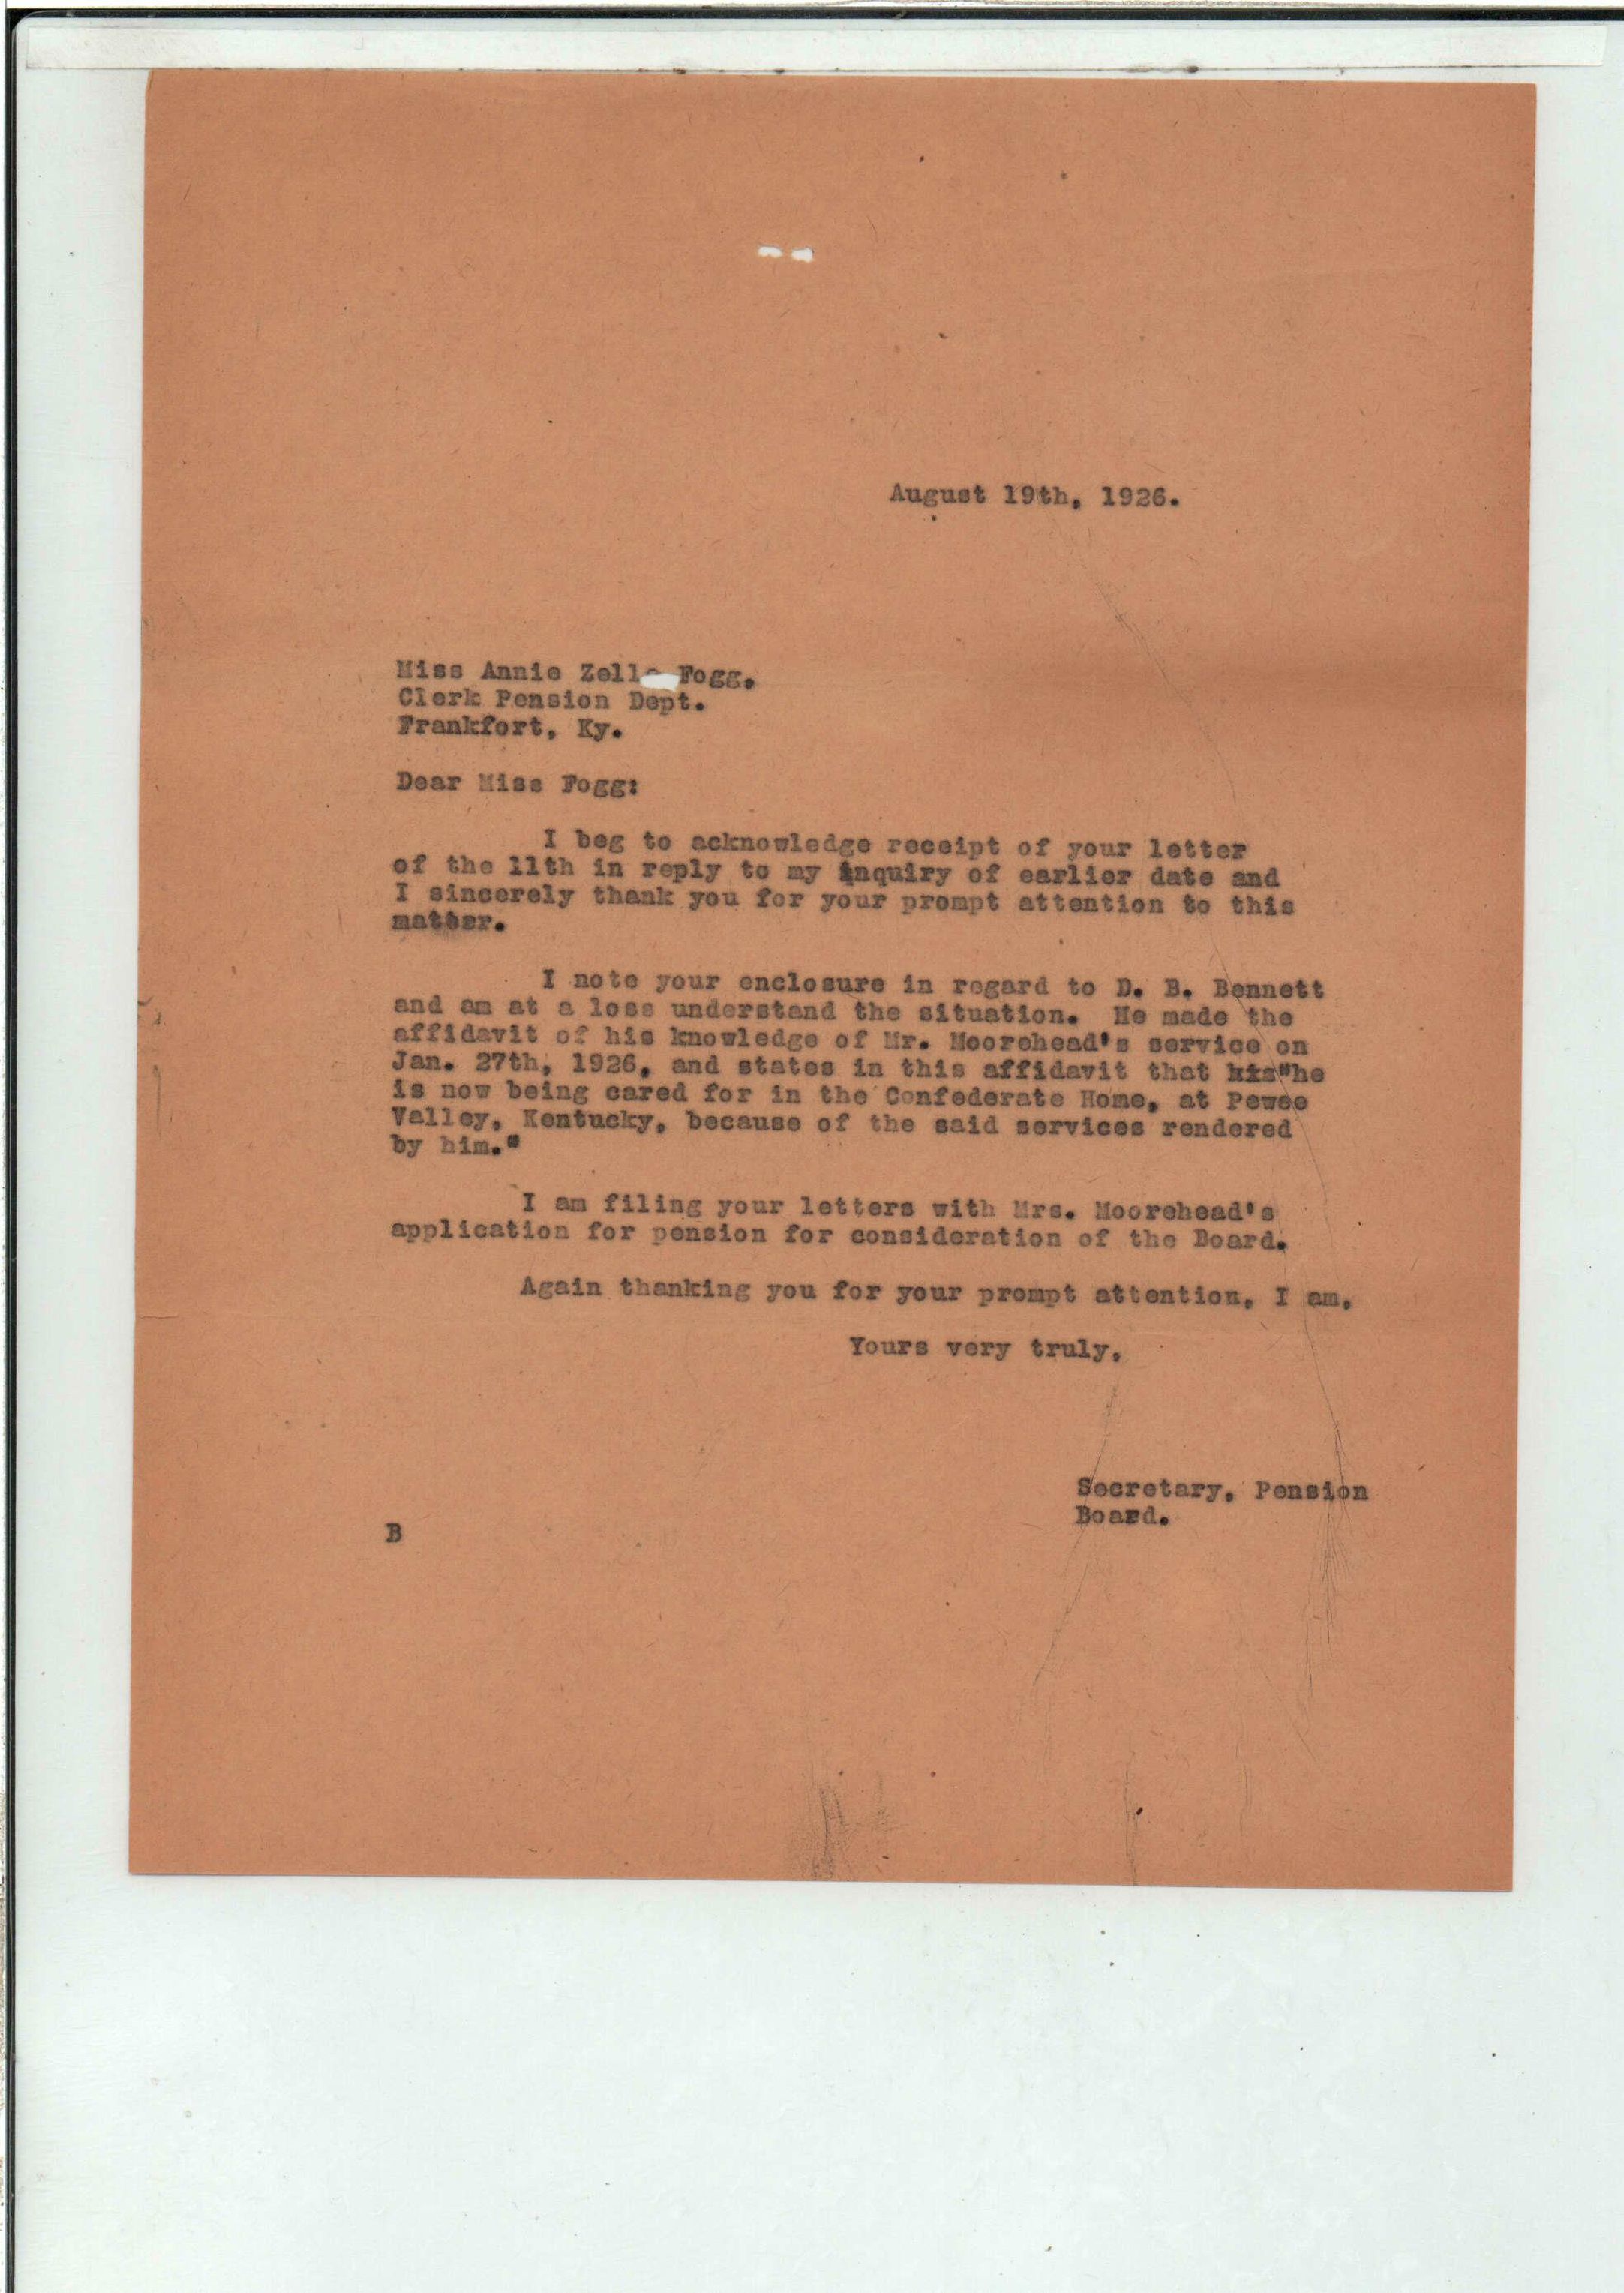 August 19th, 1926.
Miss Annie Zelle Fogg.
Clerk Pension Dept.
Frankfort, Ky.
Dear Miss Fogg:
I beg to acknowledge receipt of your letter
of the 11th in reply to my inquiry of earlier date and
I sincerely thank you for your prompt attention to this
matter.
I note your enclosure in regard to D. B. Bennett
and am at a loss understand the situation. He made the
affidavit of his knowledge of Mr. Moorehead's service on
Jan. 27th, 1926, and states in this affidavit that "he
is now being cared for in the Confederate Home, at Pewee
Valley, Kentucky, because of the said services rendered
by him."
I am filing your letters with Mrs. Moorehead's
application for pension for consideration of the Board.
Again thanking you for your prompt attention, I am,
Yours very truly,
Secretary, Pension
Board.
B